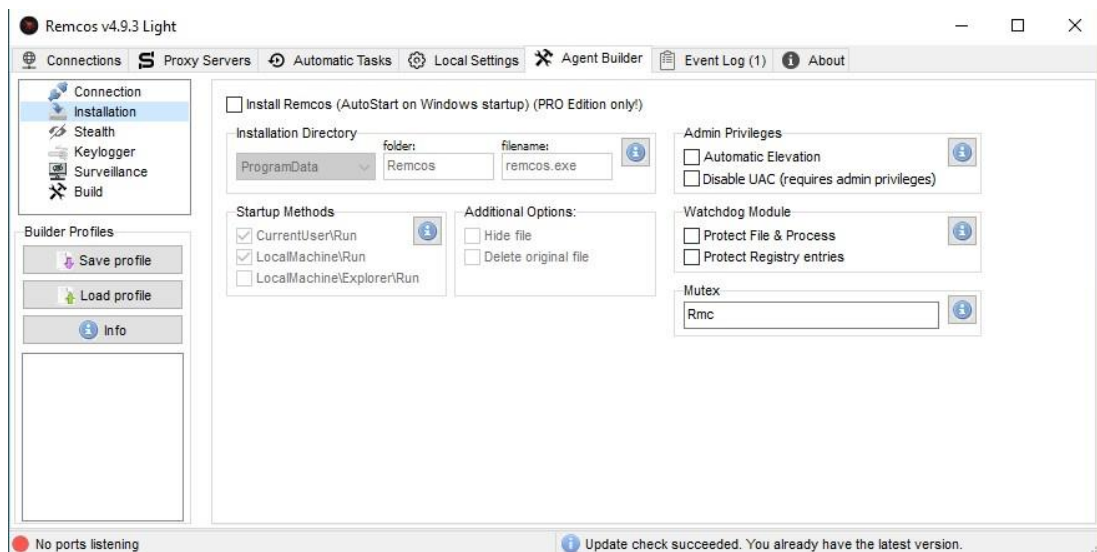 Remcos v4.9.3 Light
Connections Proxy Servers Automatic Tasks Local Settings Agent Builder Event Log (1) About
Connection
Installation
Stealth
Keylogger
Surveillance
Build
Builder Profiles
Save profile
Load profile
Info
Install Remcos (AutoStart on Windows startup) (PRO Edition only!)
Installation Directory
folder: filename:
ProgramData Remcos remcos.exe
Startup Methods
CurrentUser\Run
LocalMachine\Run
LocalMachine\Explorer\Run
Additional Options:
Hide file
Delete original file
Admin Privileges
Automatic Elevation
Disable UAC (requires admin privileges)
Watchdog Module
Protect File & Process
Protect Registry entries
Mutex
Rmc
No ports listening
Update check succeeded. You already have the latest version.